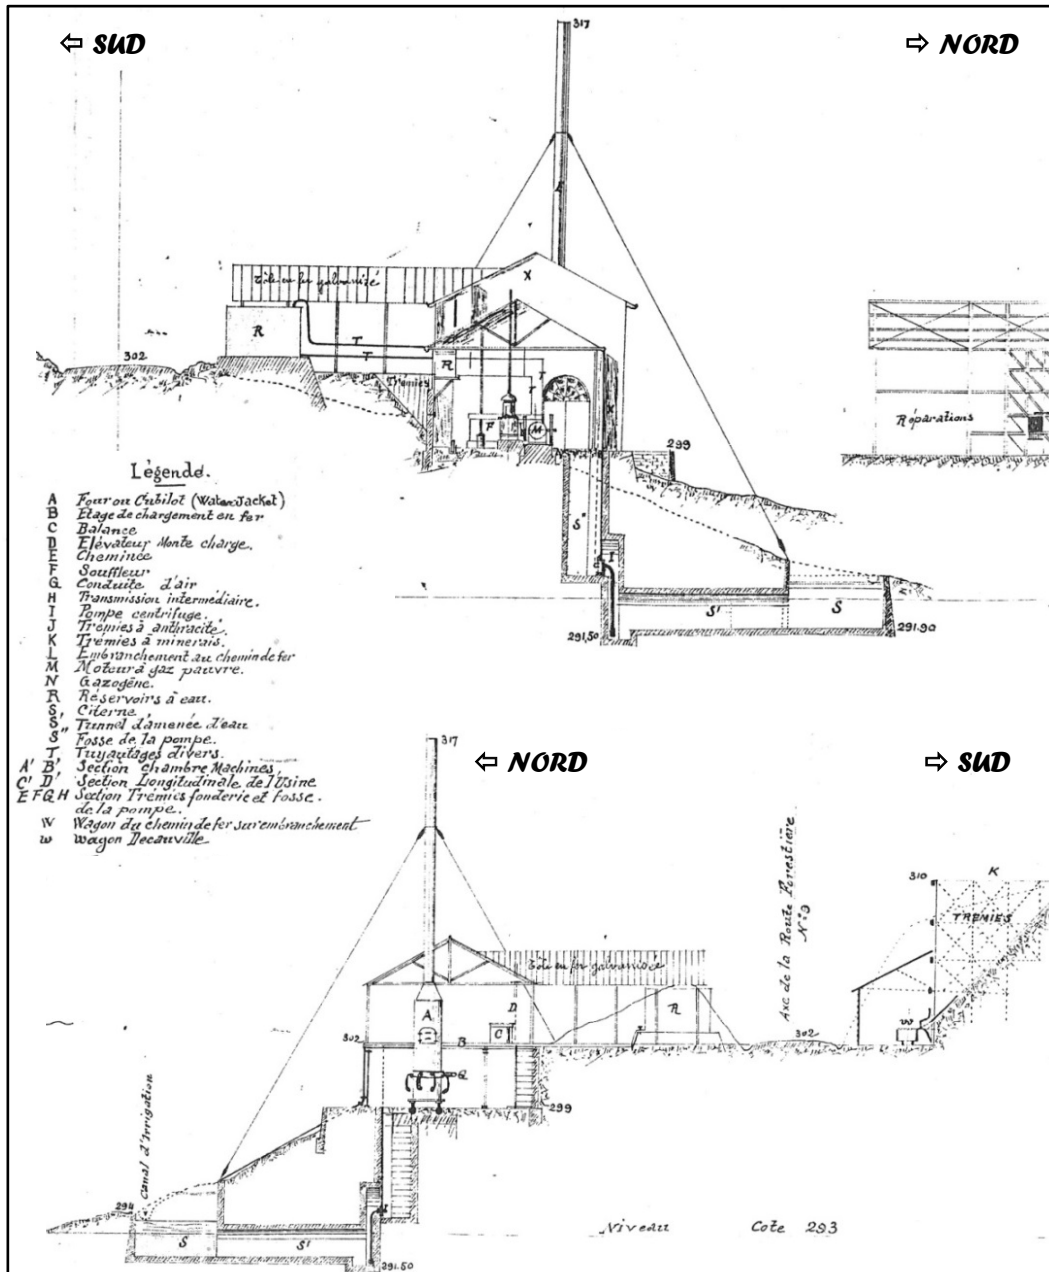 ⇦ SUD
⇨ NORD
317
E
X
Tôle en fer galvanisé
R
T
T
302
Trémies
R
F
M
X
299
Réparations
S"
I
S'
S
291,50
291.90
Légende.
A Four ou Cubilot (Water Jacket)
B Etage de chargement en fer
C Balance
D Elévateur Monte charge.
E Cheminée
F Souffleur
G Conduite d'air
H Transmission intermédiaire.
I Pompe centrifuge.
J Trémies à anthracite.
K Trémies à minerais.
L Embranchement au chemin de fer
M Moteur à gaz pauvre.
N Gazogène.
R Réservoirs à eau.
S, Citerne
S' Tunnel d'amenée d'eau
S" Fosse de la pompe.
T Tuyautages divers.
A' B' Section chambre Machines,
C' D' Section Longitudinale de l'Usine
E F G H Section Trémies fonderie et Fosse.
de la pompe.
W Wagon du chemin de fer sur embranchement
w wagon Decauville
⇦ NORD
⇨ SUD
317
Axe de la Route Forestière
N°9
310
K
TRÉMIES
Tôle en fer galvanisée
A
D
C
R
W
302
B
302
G
299
Canal d'Irrigation
294
S
S'
291.50
Niveau Cote 293